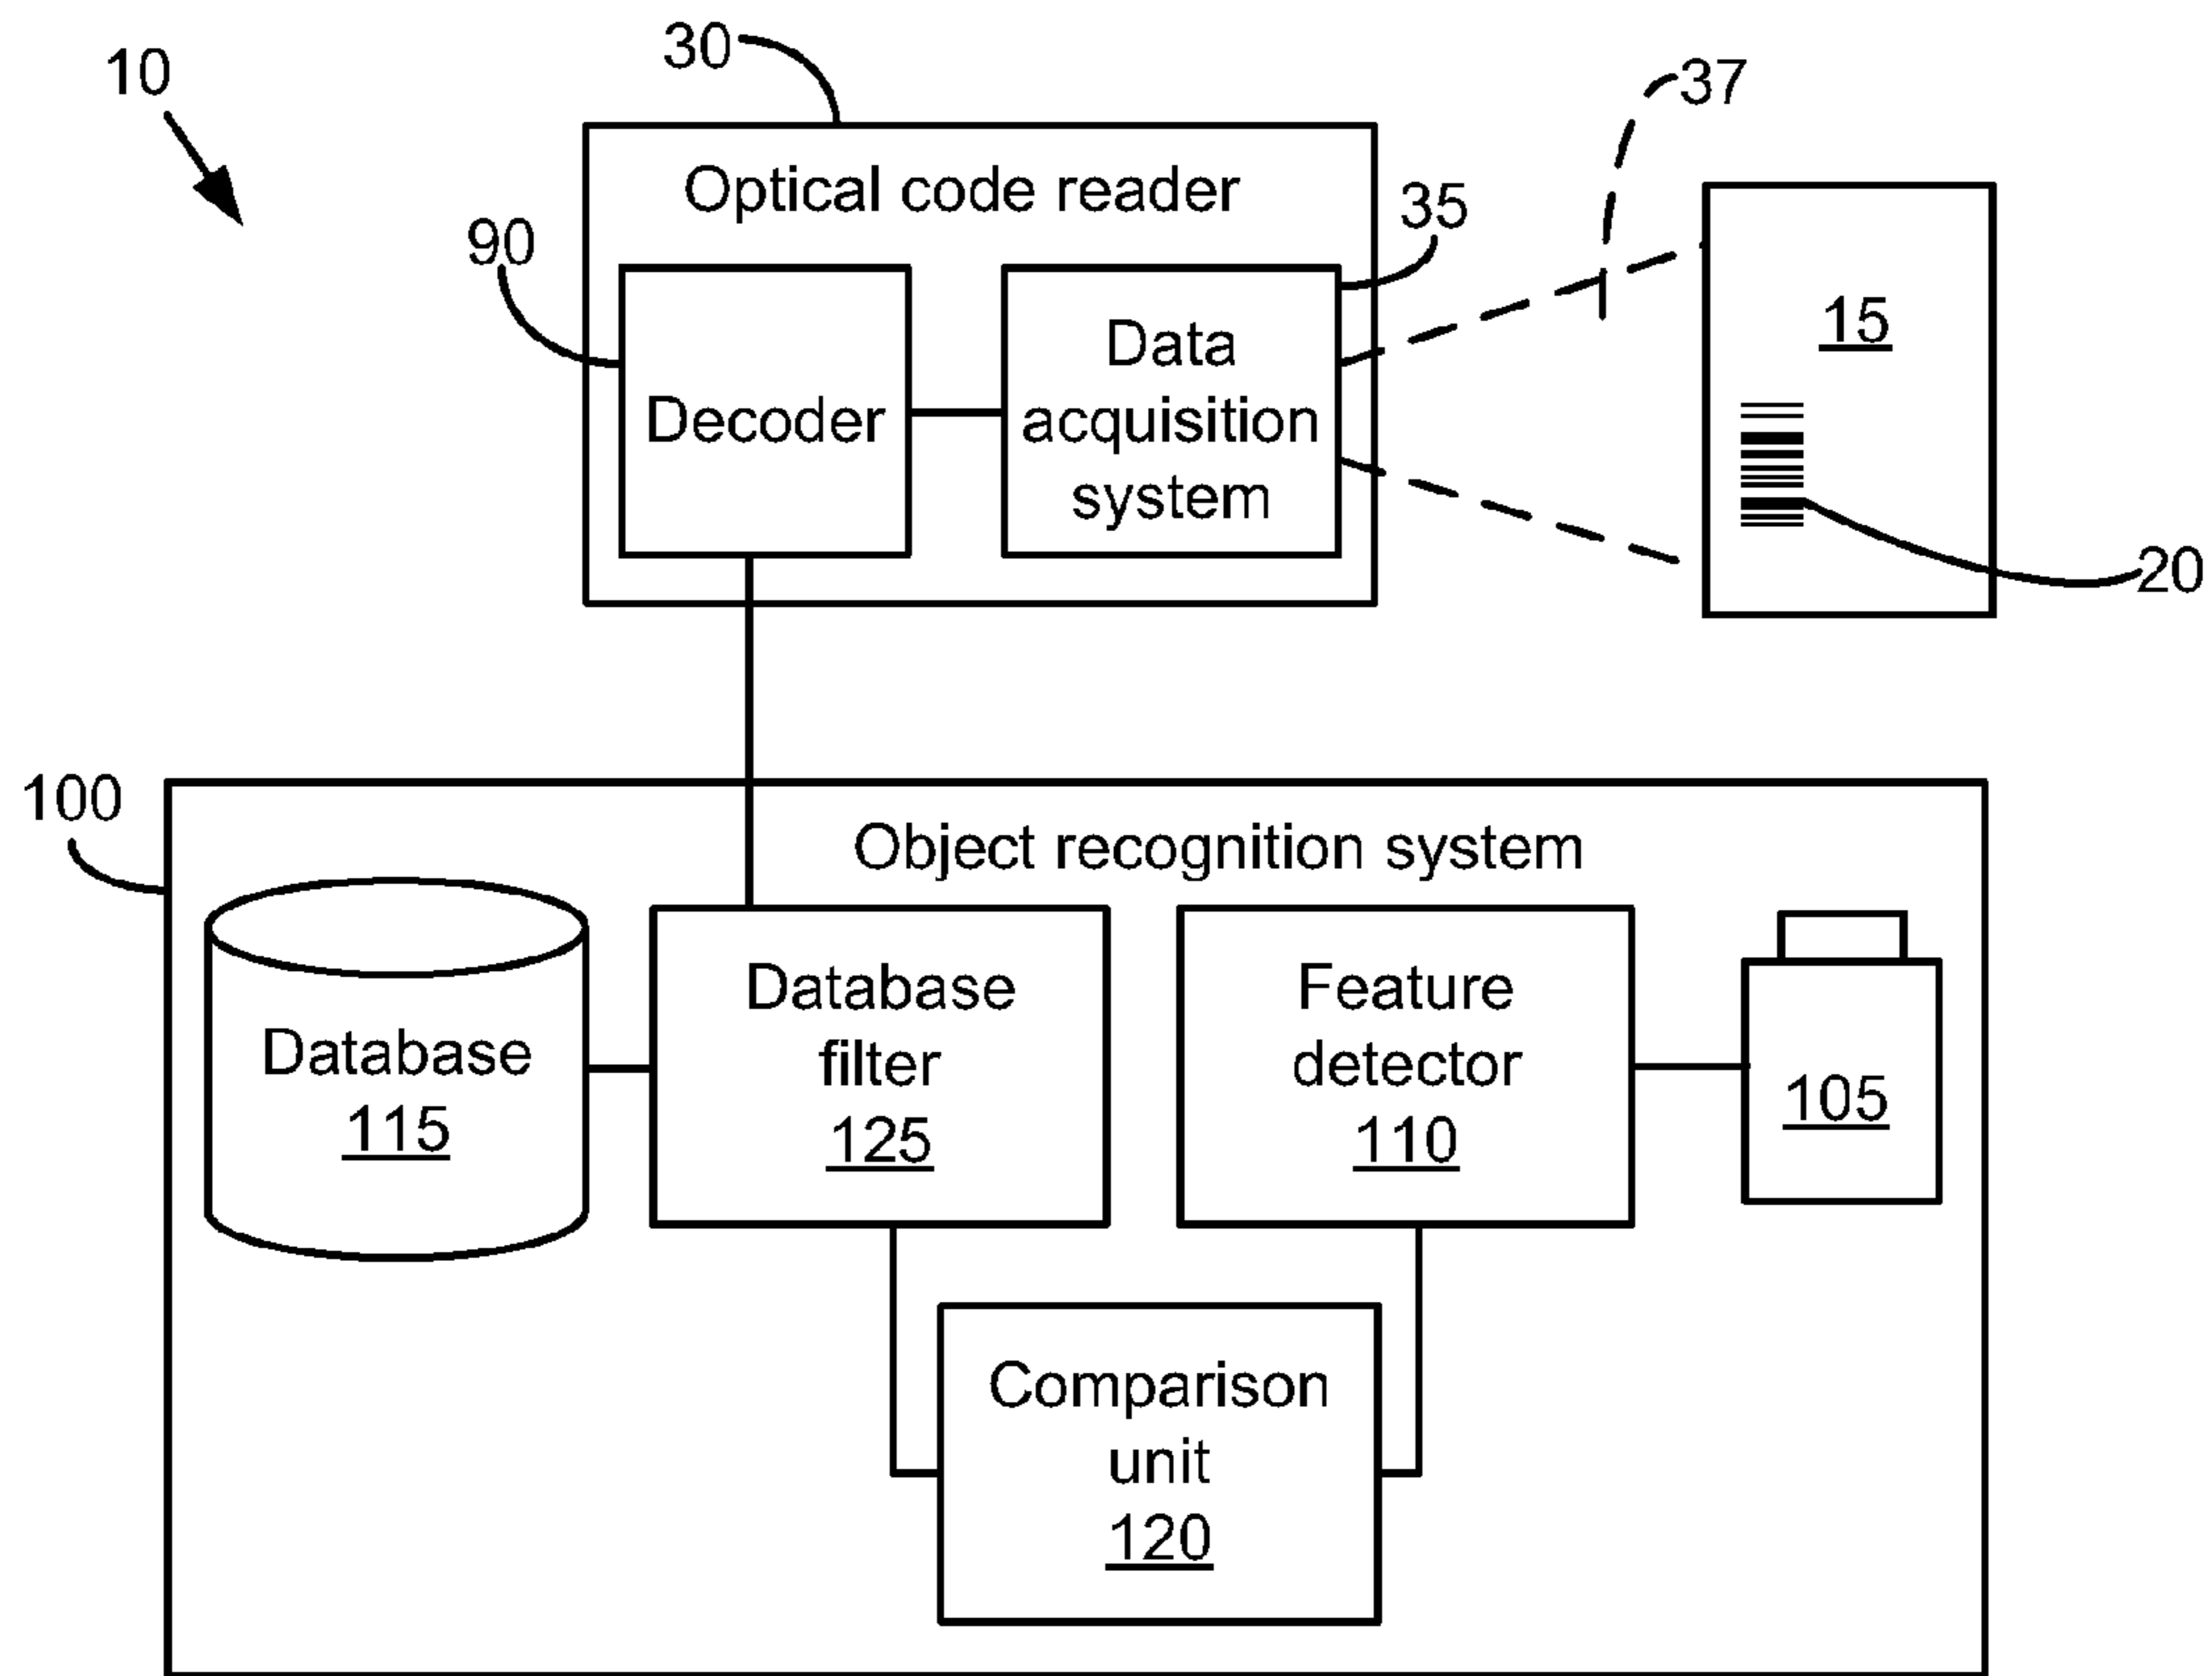 10
30
37
Optical code reader
90
35
Decoder
Data
acquisition
system
15
20
100
Object recognition system
Database
115
Database
filter
125
Feature
detector
110
105
Comparison
unit
120